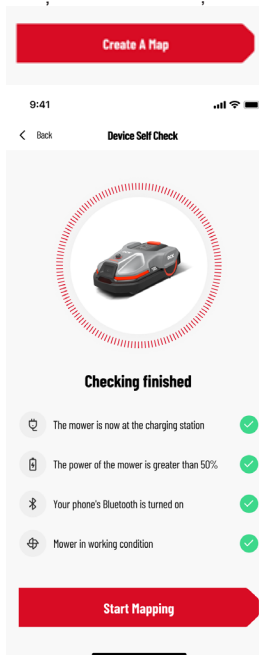 Create A Map
9:41
Back
Device Self Check
Checking finished
The mower is now at the charging station
The power of the mower is greater than 50%
Your phone's Bluetooth is turned on
Mower in working condition
Start Mapping